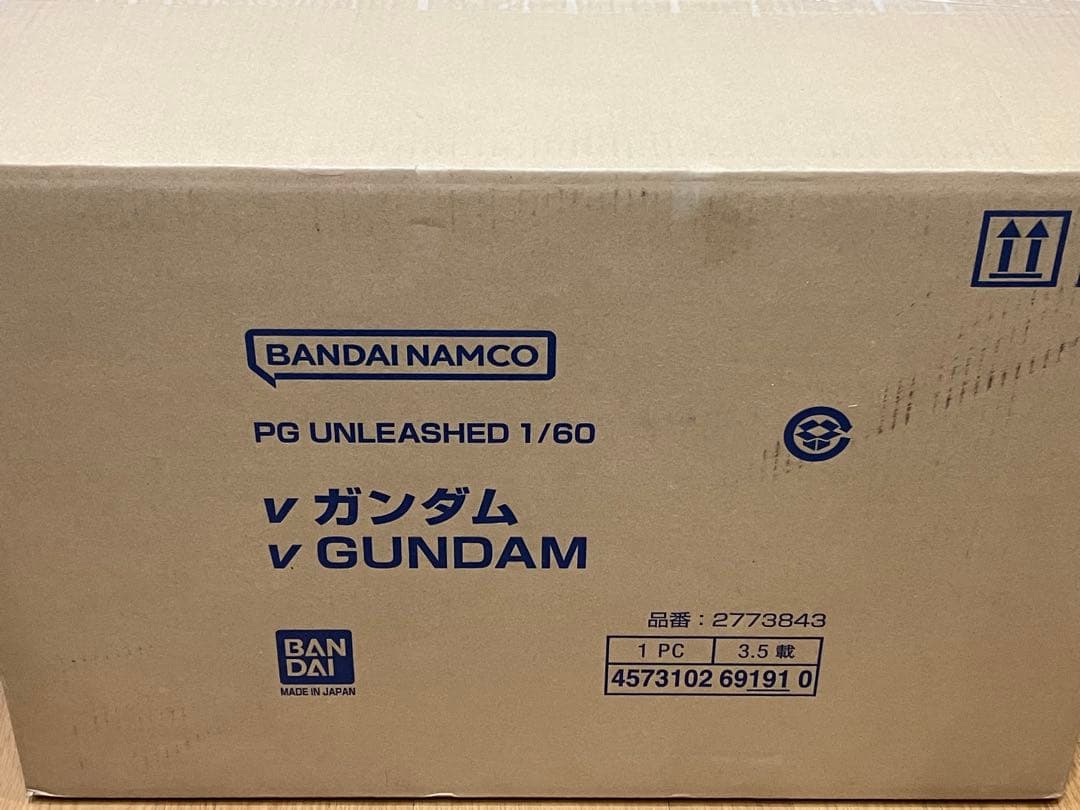 BANDAI NAMCO
PG UNLEASHED 1/60
ν ガンダム
ν GUNDAM
品番：2773843
1 PC 3.5 載
4573102 69191 0
BAN
DAI
MADE IN JAPAN